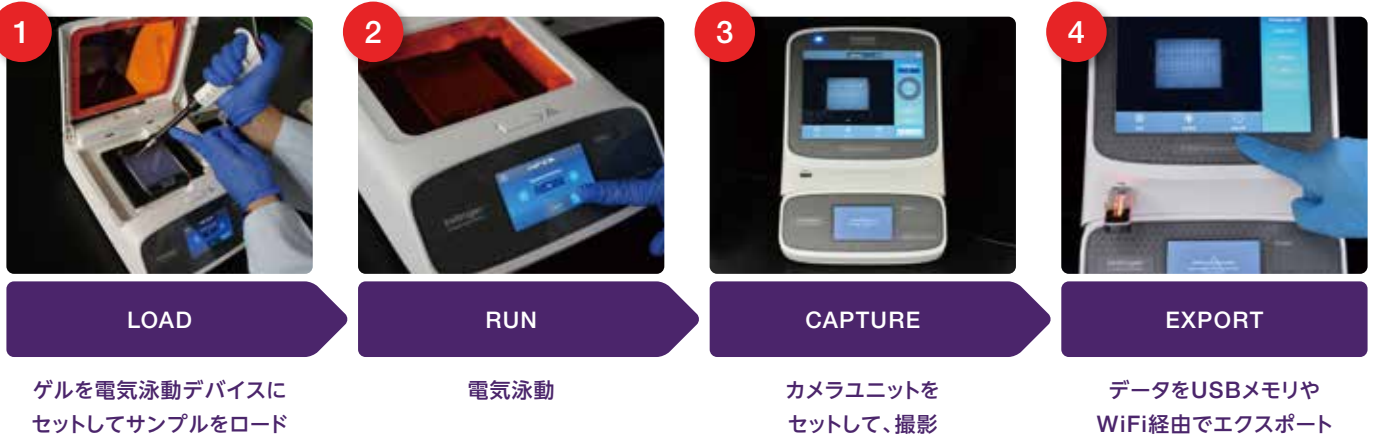 1
2
3
4
LOAD
RUN
CAPTURE
EXPORT
ゲルを電気泳動デバイスに
セットしてサンプルをロード
電気泳動
カメラユニットを
セットして、撮影
データをUSBメモリや
WiFi経由でエクスポート